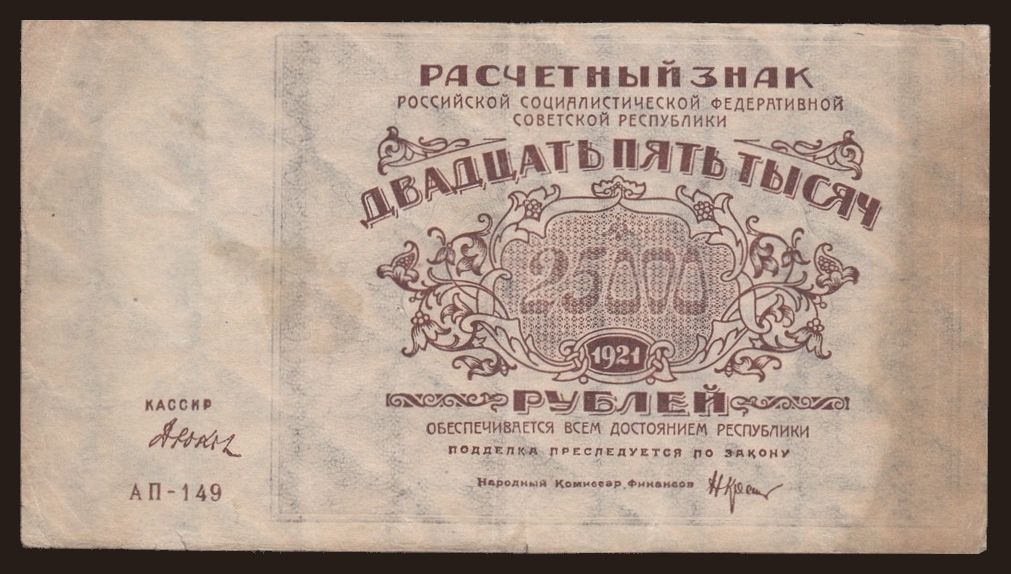 РАСЧЕТНЫЙ ЗНАК
РОССИЙСКОЙ СОЦИАЛИСТИЧЕСКОЙ ФЕДЕРАТИВНОЙ
СОВЕТСКОЙ РЕСПУБЛИКИ
ДВАДЦАТЬ ПЯТЬ ТЫСЯЧ
25000
1921
РУБЛЕЙ
ОБЕСПЕЧИВАЕТСЯ ВСЕМ ДОСТОЯНИЕМ РЕСПУБЛИКИ
ПОДДЕЛКА ПРЕСЛЕДУЕТСЯ ПО ЗАКОНУ
Народный Комиссар Финансов
КАССИР
АП-149